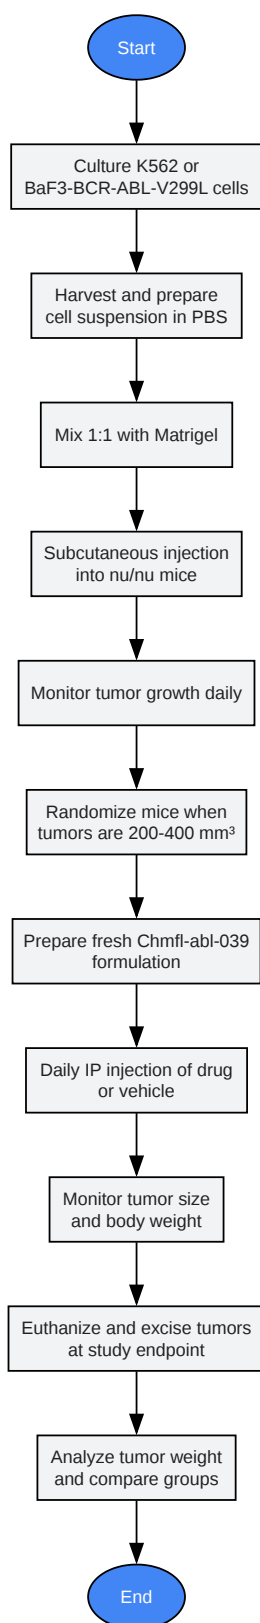 Start
Culture K562 or
BaF3-BCR-ABL-V299L cells
Harvest and prepare
cell suspension in PBS
Mix 1:1 with Matrigel
Subcutaneous injection
into nu/nu mice
Monitor tumor growth daily
Randomize mice when
tumors are 200-400 mm³
Prepare fresh Chmfl-abl-039
formulation
Daily IP injection of drug
or vehicle
Monitor tumor size
and body weight
Euthanize and excise tumors
at study endpoint
Analyze tumor weight
and compare groups
End